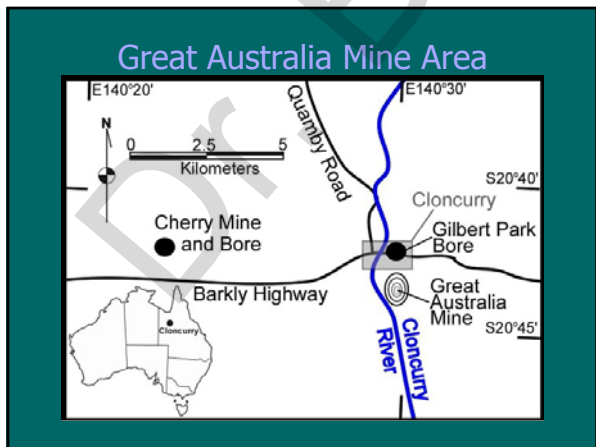 Great Australia Mine Area
E140°20'
E140°30'
N
0 2.5 5
Kilometers
Quamby Road
S20°40'
Cloncurry
Cherry Mine
and Bore
Gilbert Park
Bore
Barkly Highway
Great
Australia
Mine
Cloncurry
River
S20°45'
Cloncurry
Dr